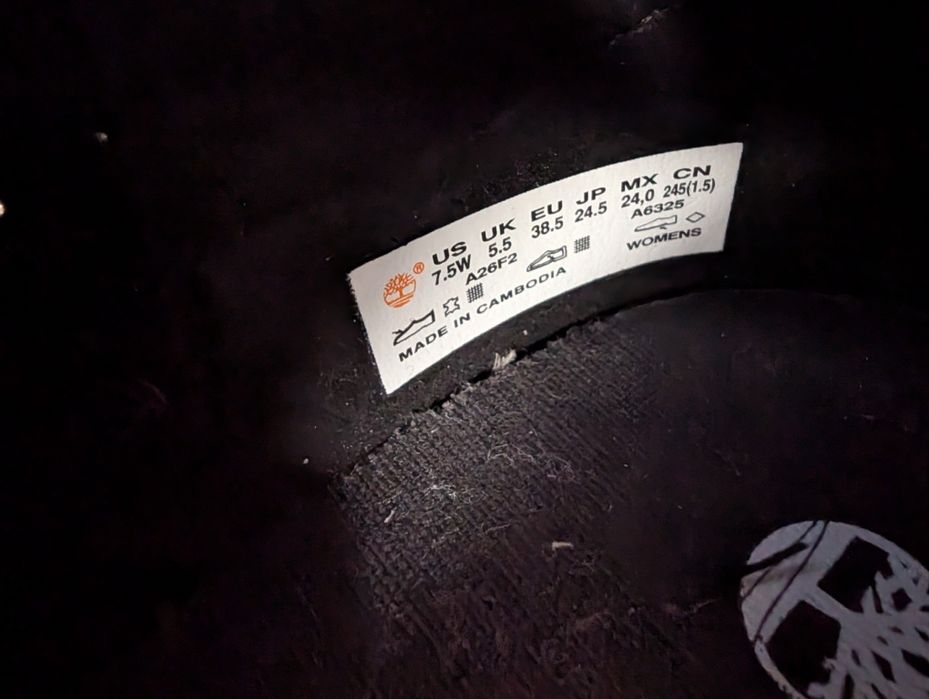 US UK EU JP MX CN
7.5W 5.5 38.5 24.5 24,0 245(1.5)
A26F2 A6325
WOMENS
MADE IN CAMBODIA